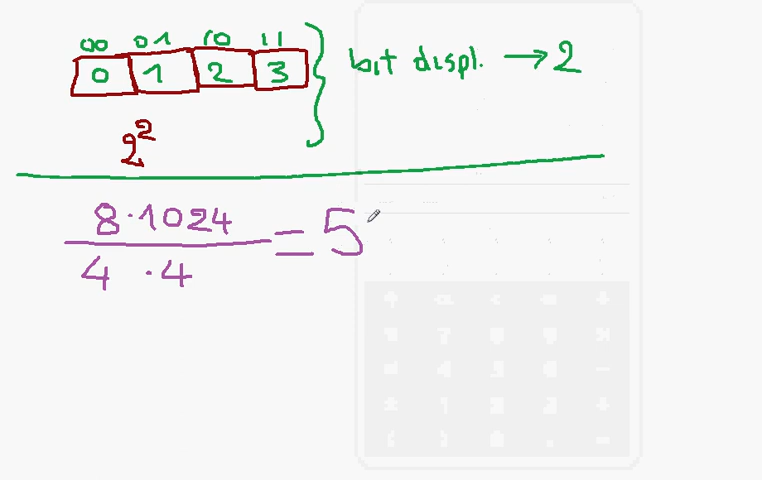 00 01 10 11
0 1 2 3 bit displ. → 2
2²
8·1024
4 ·4 = 5